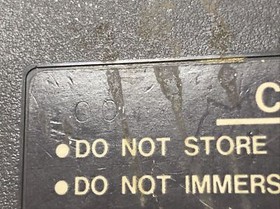 C
• DO NOT STORE
• DO NOT IMMERS